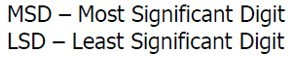 MSD – Most Significant Digit
LSD – Least Significant Digit